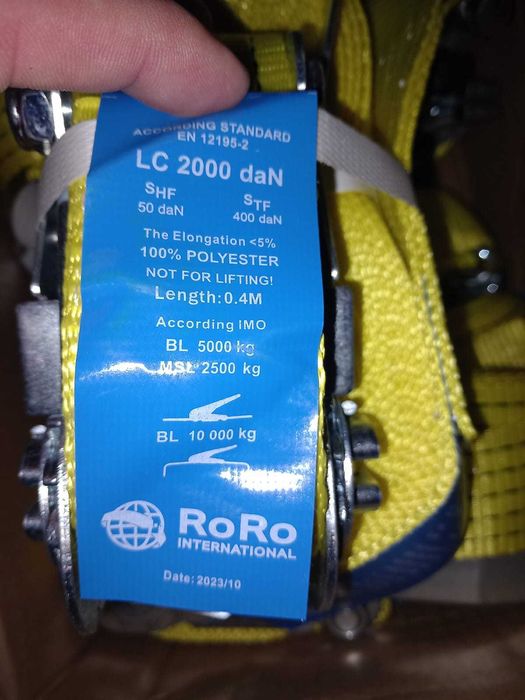 ACCORDING STANDARD
EN 12195-2
LC 2000 daN
SHF STF
50 daN 400 daN
The Elongation <5%
100% POLYESTER
NOT FOR LIFTING!
Length:0.4M
According IMO
BL 5000 kg
MSL 2500 kg
BL 10 000 kg
RoRo
INTERNATIONAL
Date: 2023/10